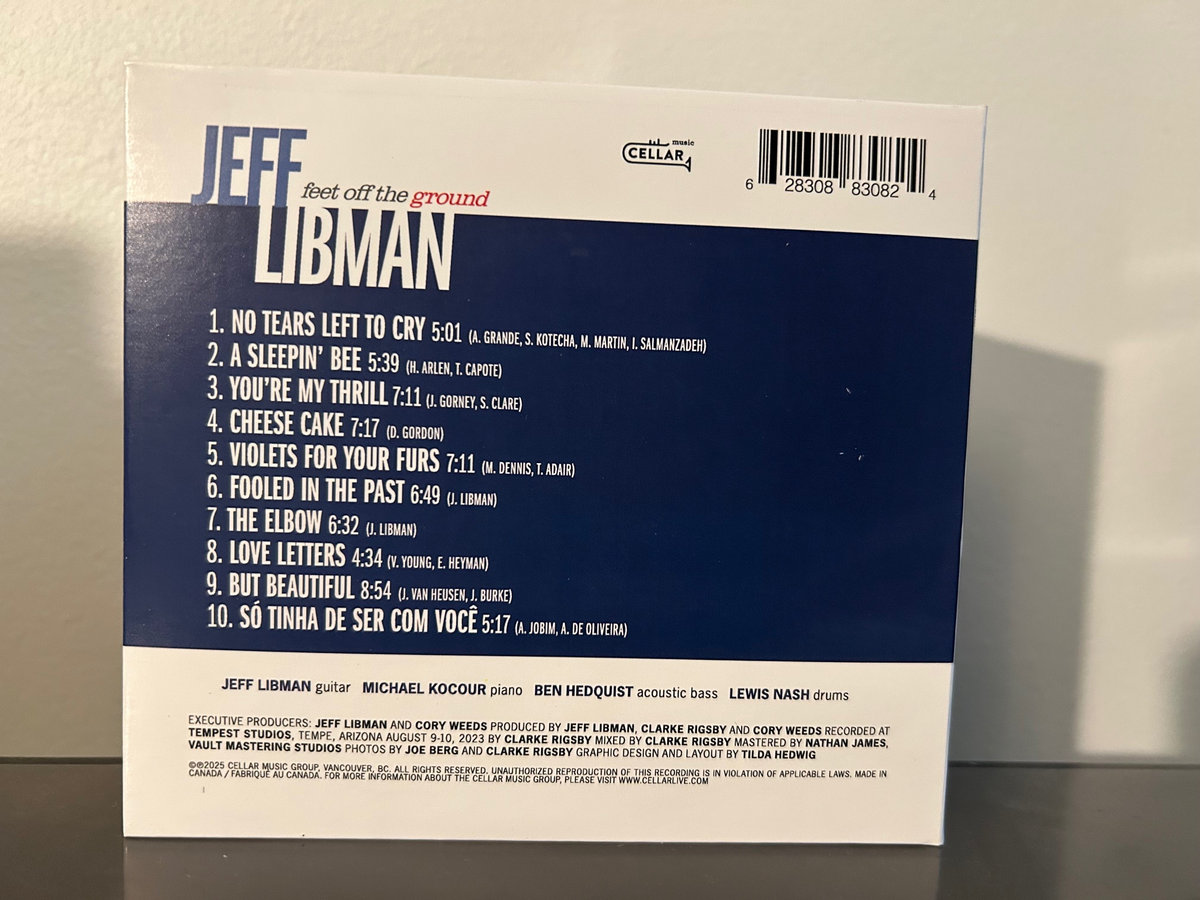 JEFF
feet off the ground
LIBMAN
music
CELLAR
6 28308 83082 4
1. NO TEARS LEFT TO CRY 5:01 (A. GRANDE, S. KOTECHA, M. MARTIN, I. SALMANZADEH)
2. A SLEEPIN' BEE 5:39 (H. ARLEN, T. CAPOTE)
3. YOU'RE MY THRILL 7:11 (J. GORNEY, S. CLARE)
4. CHEESE CAKE 7:17 (D. GORDON)
5. VIOLETS FOR YOUR FURS 7:11 (M. DENNIS, T. ADAIR)
6. FOOLED IN THE PAST 6:49 (J. LIBMAN)
7. THE ELBOW 6:32 (J. LIBMAN)
8. LOVE LETTERS 4:34 (V. YOUNG, E. HEYMAN)
9. BUT BEAUTIFUL 8:54 (J. VAN HEUSEN, J. BURKE)
10. SÓ TINHA DE SER COM VOCÊ 5:17 (A. JOBIM, A. DE OLIVEIRA)
JEFF LIBMAN guitar MICHAEL KOCOUR piano BEN HEDQUIST acoustic bass LEWIS NASH drums
EXECUTIVE PRODUCERS: JEFF LIBMAN AND CORY WEEDS PRODUCED BY JEFF LIBMAN, CLARKE RIGSBY AND CORY WEEDS RECORDED AT
TEMPEST STUDIOS, TEMPE, ARIZONA AUGUST 9-10, 2023 BY CLARKE RIGSBY MIXED BY CLARKE RIGSBY MASTERED BY NATHAN JAMES,
VAULT MASTERING STUDIOS PHOTOS BY JOE BERG AND CLARKE RIGSBY GRAPHIC DESIGN AND LAYOUT BY TILDA HEDWIG
©℗2025 CELLAR MUSIC GROUP, VANCOUVER, BC. ALL RIGHTS RESERVED. UNAUTHORIZED REPRODUCTION OF THIS RECORDING IS IN VIOLATION OF APPLICABLE LAWS. MADE IN
CANADA / FABRIQUÉ AU CANADA. FOR MORE INFORMATION ABOUT THE CELLAR MUSIC GROUP, PLEASE VISIT WWW.CELLARLIVE.COM